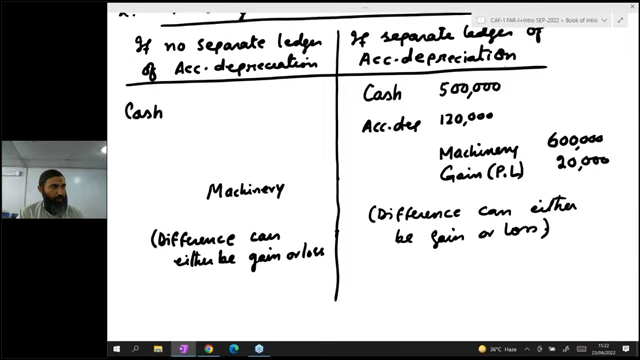 CAF-1 FAR-I+Intro SEP-2022 > Book of intro
If no separate ledger
of Acc.depreciation
If separate ledger of
Acc.depreciation
Cash
Machinery
(Difference can
either be gain or loss
Cash 500,000
Acc.dep 120,000
Machinery 600,000
Gain (P.L) 20,000
(Difference can either
be gain or Loss)
36°C Haze
15:22
23/04/2022